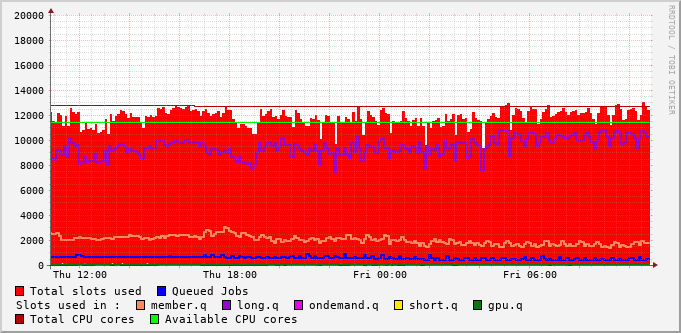 RRDTOOL / TOBI OETIKER
20000
18000
16000
14000
12000
10000
8000
6000
4000
2000
0
Thu 12:00 Thu 18:00 Fri 00:00 Fri 06:00
Total slots used Queued Jobs
Slots used in : member.q long.q ondemand.q short.q gpu.q
Total CPU cores Available CPU cores